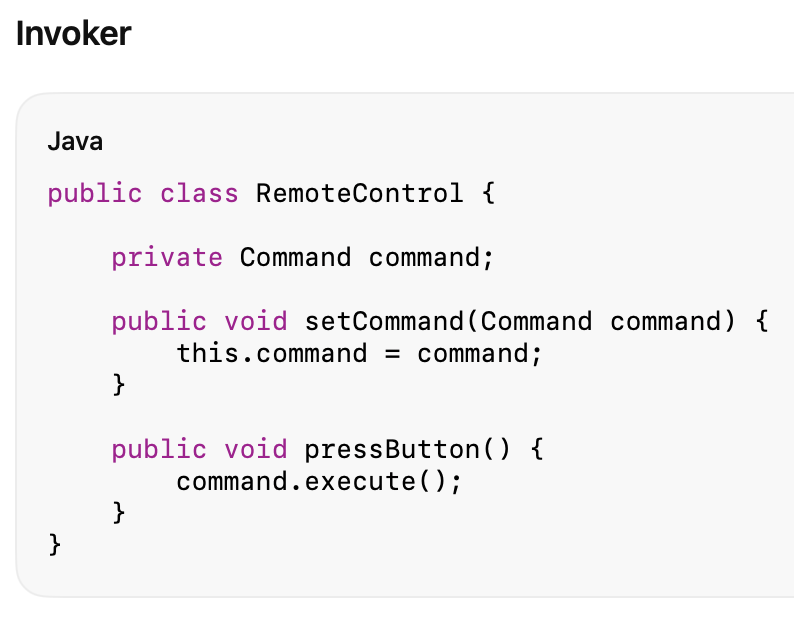 Invoker
Java
public class RemoteControl {
    private Command command;
    public void setCommand(Command command) {
        this.command = command;
    }
    public void pressButton() {
        command.execute();
    }
}